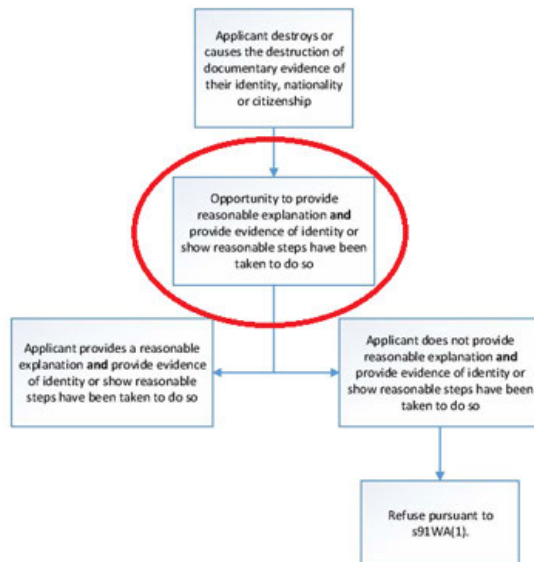 Applicant destroys or
causes the destruction of
documentary evidence of
their identity, nationality
or citizenship
Opportunity to provide
reasonable explanation and
provide evidence of identity or
show reasonable steps have been
taken to do so
Applicant provides a reasonable
explanation and provide evidence
of identity or show reasonable
steps have been taken to do so
Applicant does not provide
reasonable explanation and
provide evidence of identity or
show reasonable steps have been
taken to do so
Refuse pursuant to
s91WA(1).